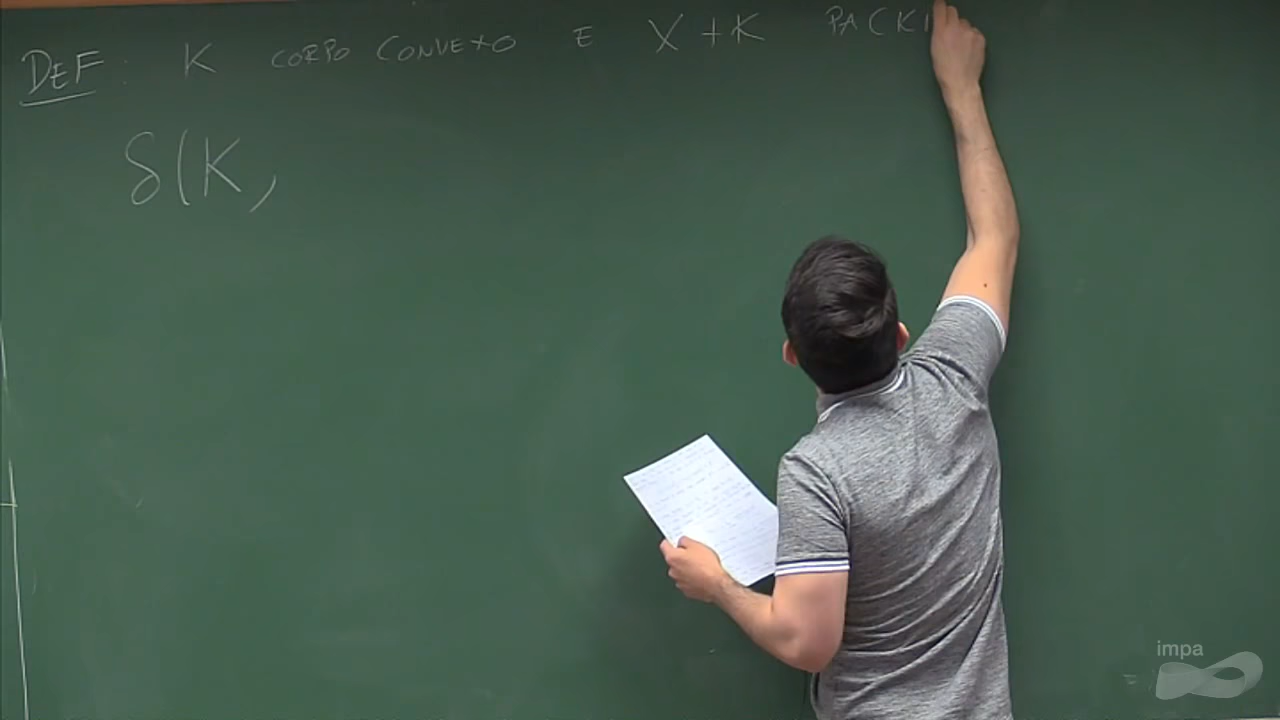 DEF: K CORPO CONVEXO E X + K PACKI
δ(K,
impa